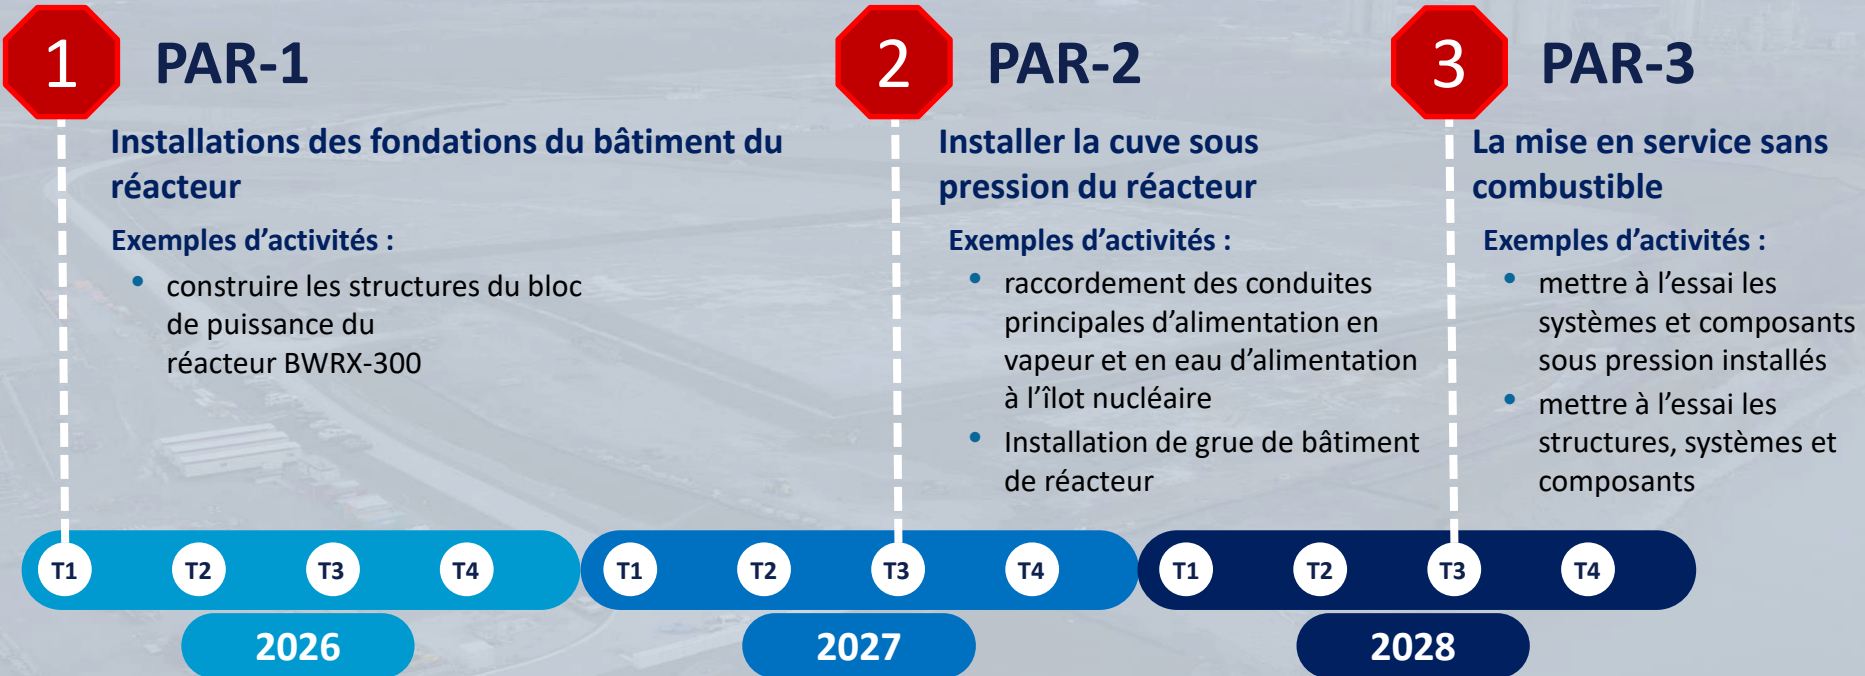 1
PAR-1
Installations des fondations du bâtiment du
réacteur
Exemples d’activités :
• construire les structures du bloc
de puissance du
réacteur BWRX-300
2
PAR-2
Installer la cuve sous
pression du réacteur
Exemples d’activités :
• raccordement des conduites
principales d’alimentation en
vapeur et en eau d’alimentation
à l’îlot nucléaire
• Installation de grue de bâtiment
de réacteur
3
PAR-3
La mise en service sans
combustible
Exemples d’activités :
• mettre à l’essai les
systèmes et composants
sous pression installés
• mettre à l’essai les
structures, systèmes et
composants
T1 T2 T3 T4
2026
T1 T2 T3 T4
2027
T1 T2 T3 T4
2028